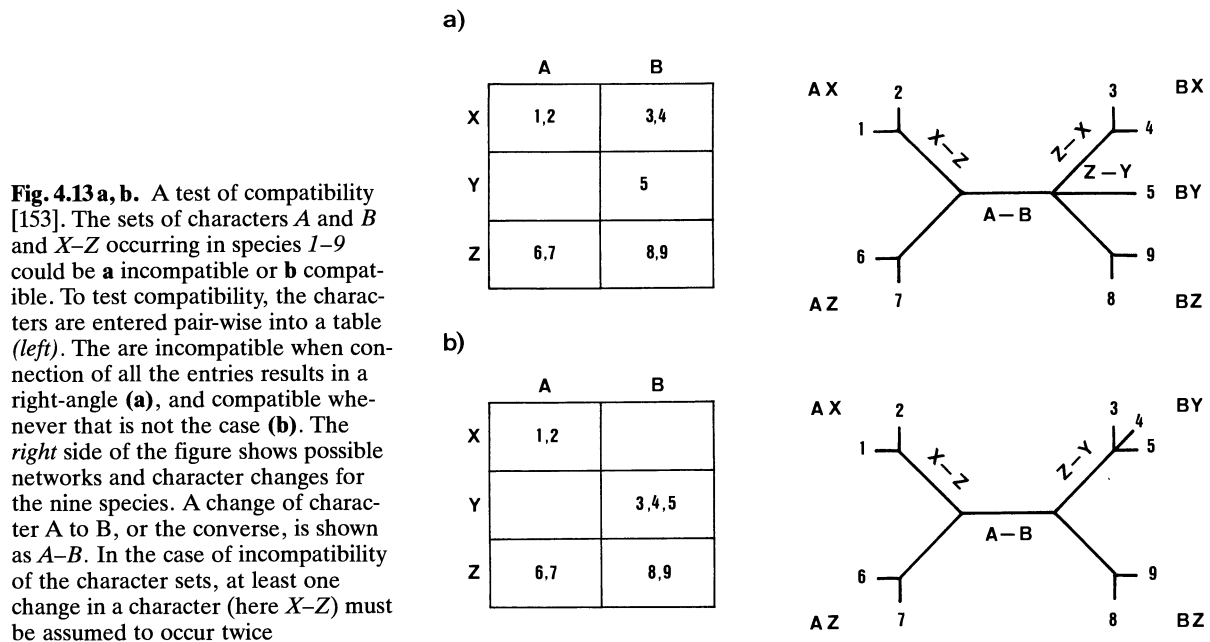 Fig. 4.13 a, b. A test of compatibility
[153]. The sets of characters A and B
and X–Z occurring in species 1–9
could be a incompatible or b compat-
ible. To test compatibility, the charac-
ters are entered pair-wise into a table
(left). The are incompatible when con-
nection of all the entries results in a
right-angle (a), and compatible whe-
never that is not the case (b). The
right side of the figure shows possible
networks and character changes for
the nine species. A change of charac-
ter A to B, or the converse, is shown
as A–B. In the case of incompatibility
of the character sets, at least one
change in a character (here X–Z) must
be assumed to occur twice
a)
A B
X 1,2 3,4
Y 5
Z 6,7 8,9
AX 2 3 BX
1 X–Z Z–X 4
Z–Y 5 BY
A–B
6 9
AZ 7 8 BZ
b)
A B
X 1,2
Y 3,4,5
Z 6,7 8,9
AX 2 3 4 BY
1 X–Z Z–Y 5
A–B
6 9
AZ 7 8 BZ